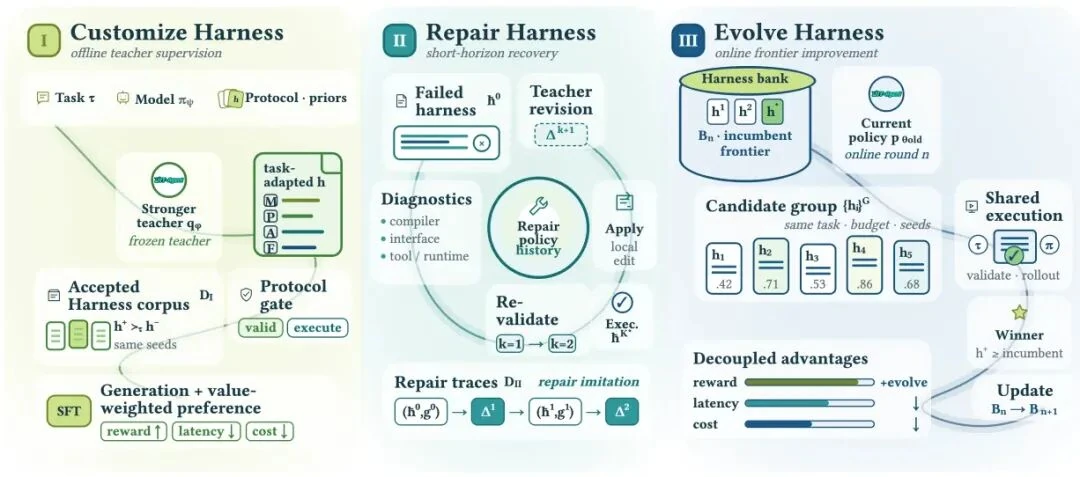 I
Customize Harness
offline teacher supervision
Task τ
Model πψ
h
Protocol · priors
Stronger
teacher qφ
frozen teacher
task-
adapted h
M
P
A
F
Accepted
Harness corpus DI
h⁺ ≻τ h⁻
same seeds
Protocol
gate
valid
execute
SFT
Generation + value-
weighted preference
reward ↑
latency ↓
cost ↓
II
Repair Harness
short-horizon recovery
Failed
harness
ħ⁰
Teacher
revision
Δᵏ⁺¹
Diagnostics
• compiler
• interface
• tool / runtime
Repair
policy
history
Apply
local
edit
Re-
validate
k=1 → k=2
Exec.
Repair traces DII
repair imitation
(ħ⁰,g⁰) → Δ¹ → (ħ¹,g¹) → Δ²
III
Evolve Harness
online frontier improvement
Harness bank
h¹
h²
h*
Bn · incumbent
frontier
Current
policy p θold
online round n
Candidate group {hi}ᴳ
same task · budget · seeds
h₁
h₂
h₃
h₄
h₅
.42
.71
.53
.86
.68
Shared
execution
τ
π
validate · rollout
Winner
h⁺ ≥ incumbent
Decoupled advantages
reward
+evolve
latency
↓
cost
↓
Update
Bn → Bn+1